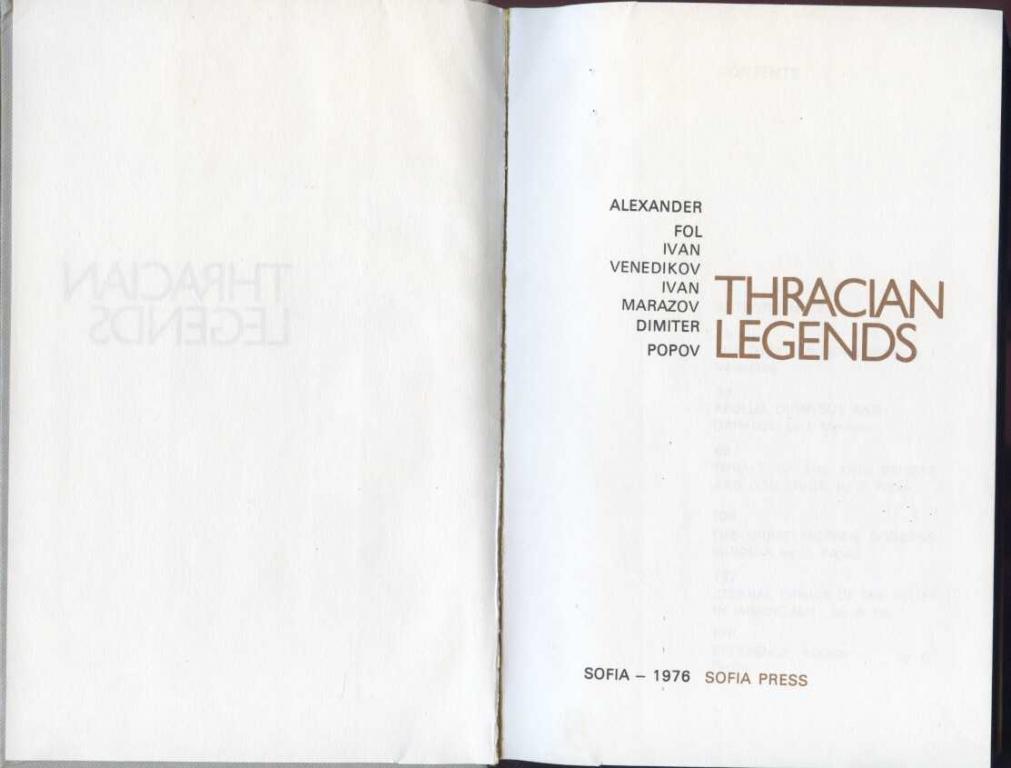 ALEXANDER
FOL
IVAN
VENEDIKOV
IVAN
MARAZOV
DIMITER
POPOV
THRACIAN
LEGENDS
SOFIA – 1976 SOFIA PRESS